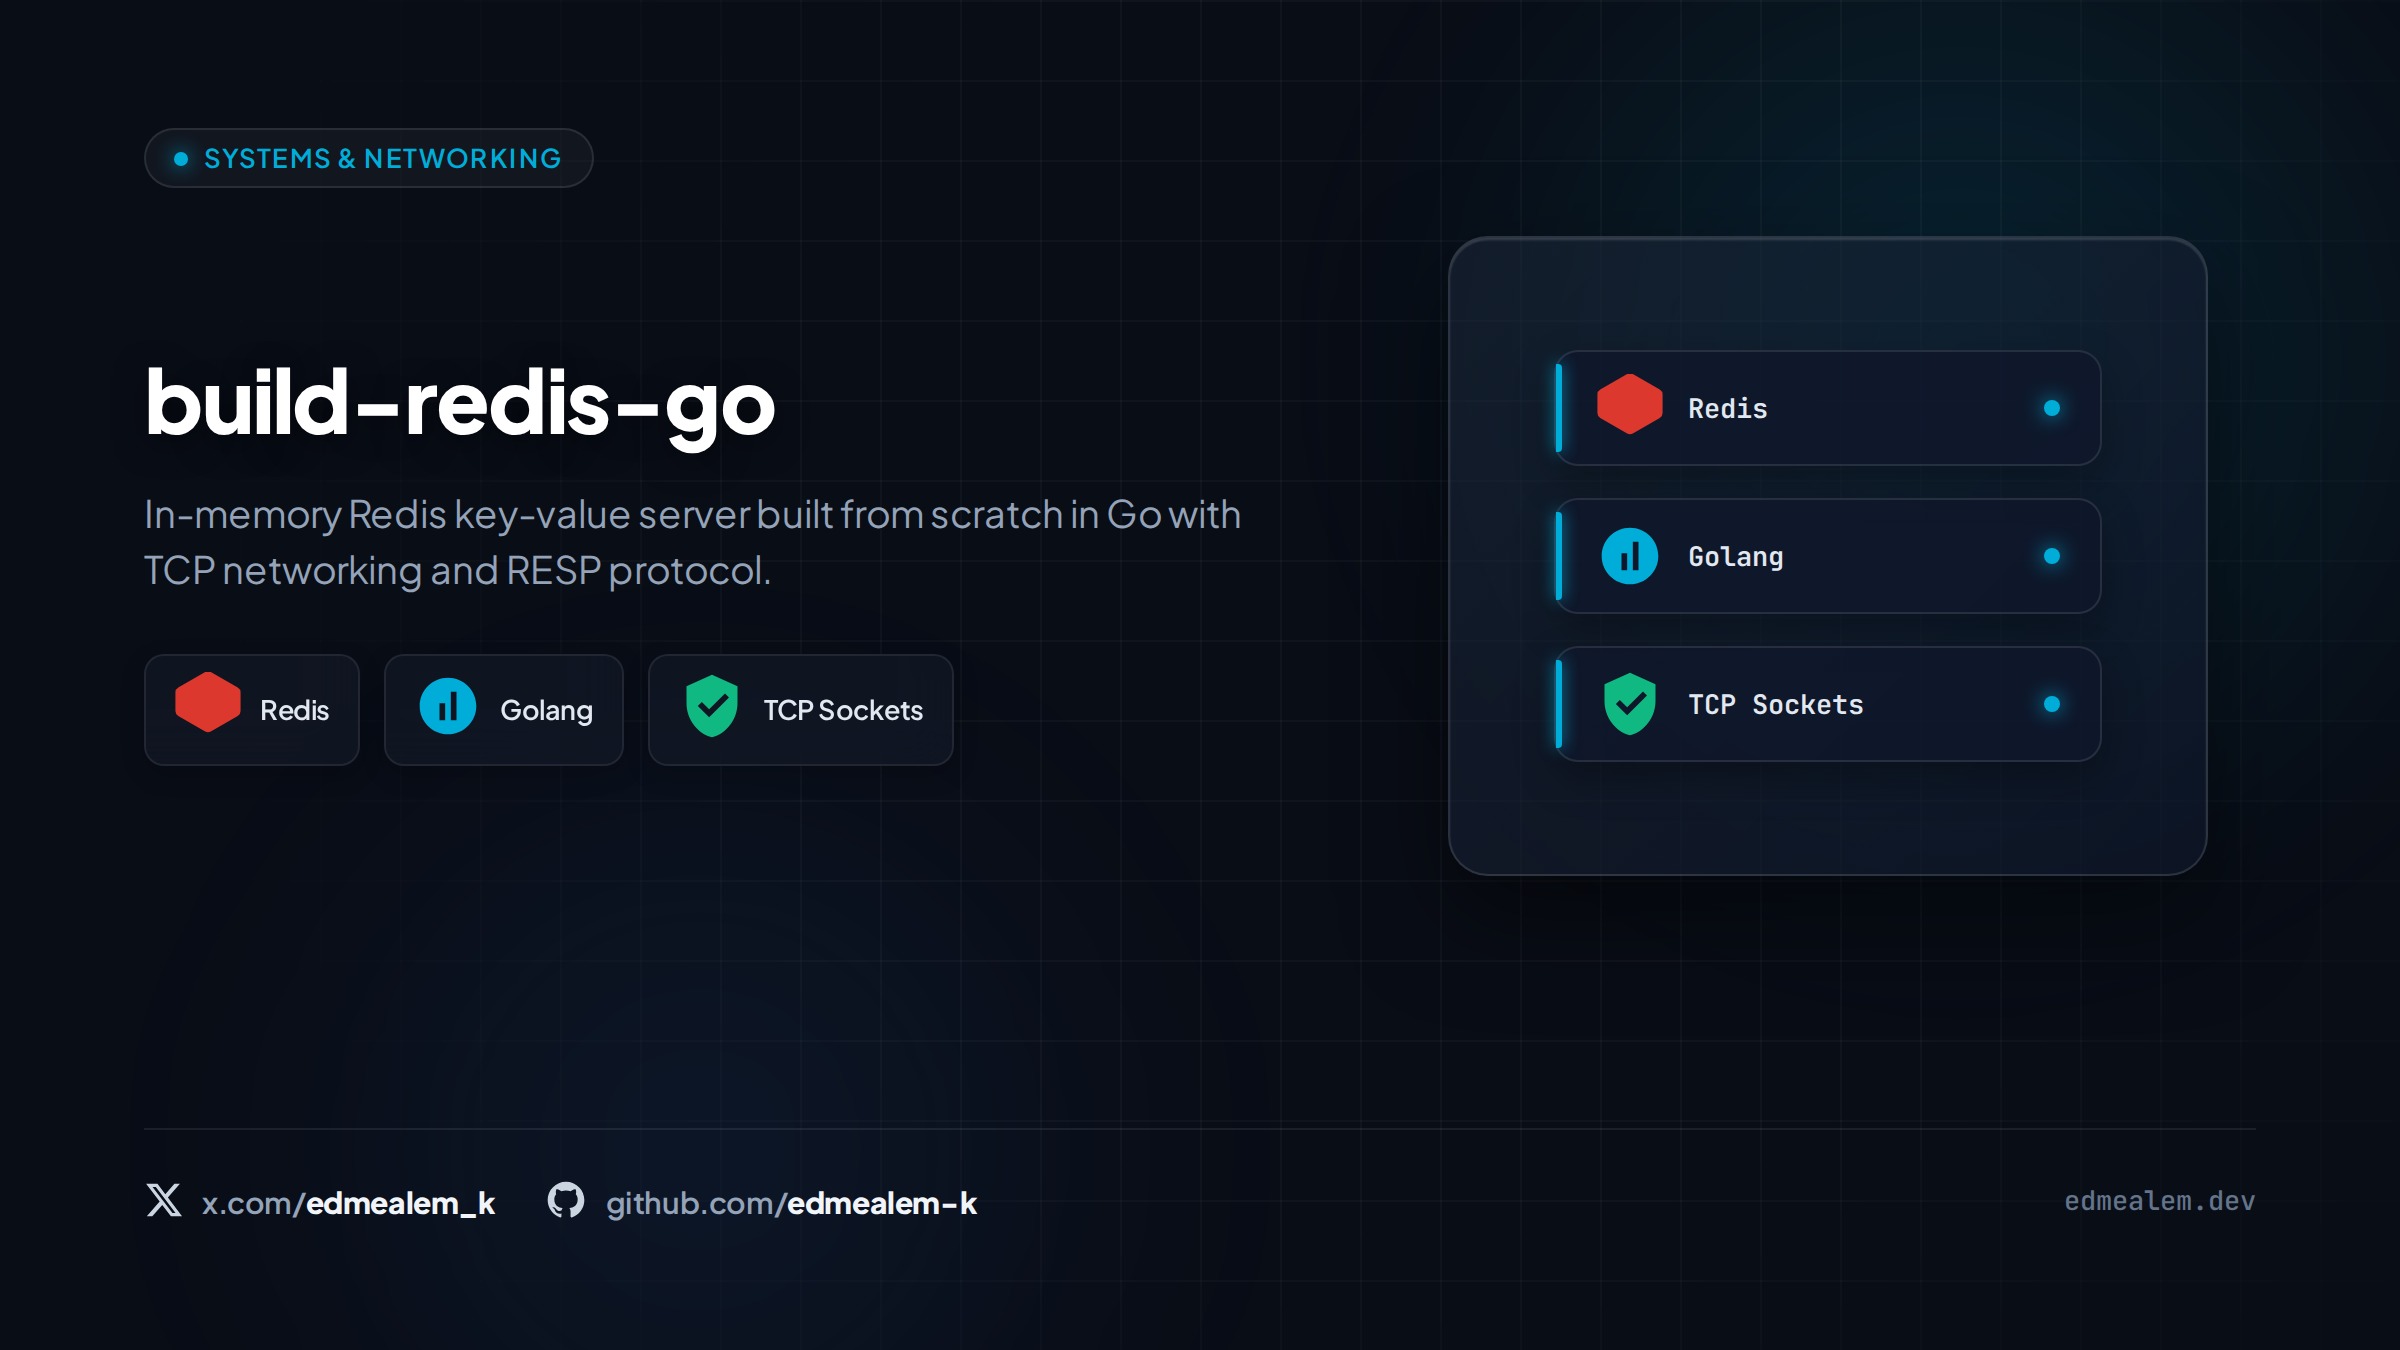 SYSTEMS & NETWORKING
build-redis-go
In-memory Redis key-value server built from scratch in Go with
TCP networking and RESP protocol.
Redis
Golang
TCP Sockets
Redis
Golang
TCP Sockets
x.com/edmealem_k
github.com/edmealem-k
edmealem.dev